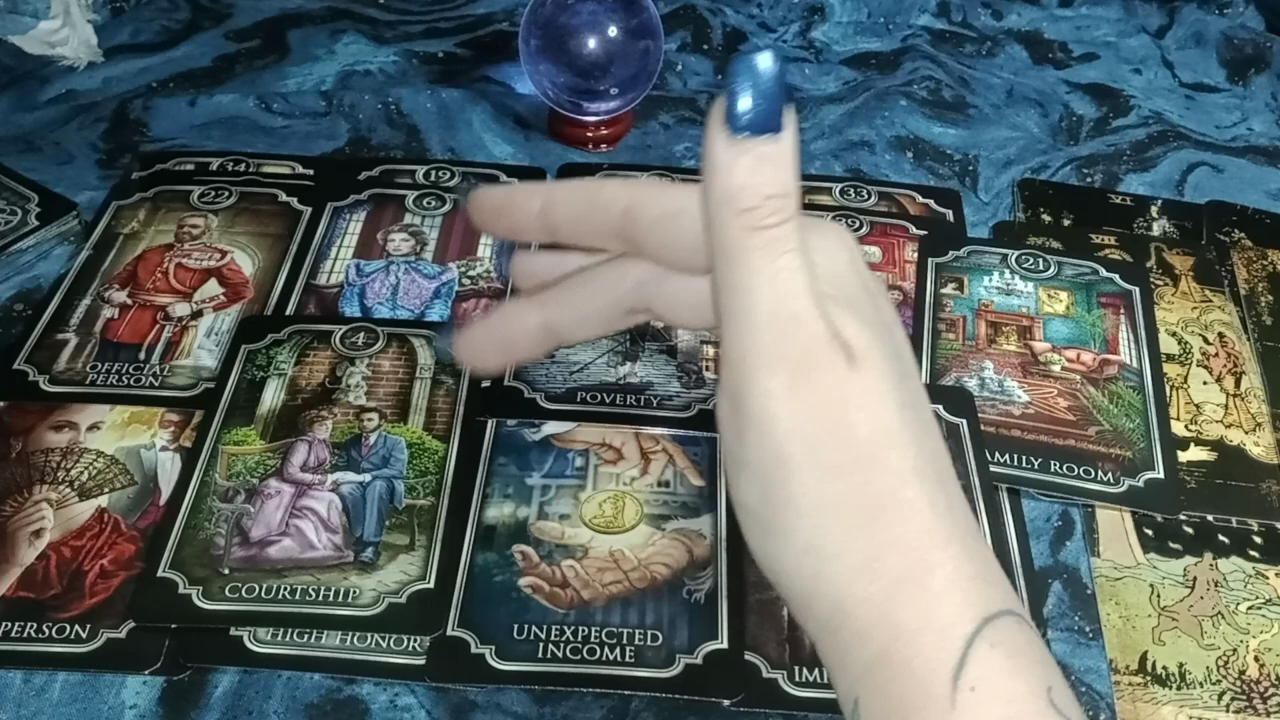 34
19
33
22
6
39
21
VI
VII
OFFICIAL
PERSON
4
POVERTY
AMILY ROOM
COURTSHIP
PERSON
HIGH HONOR
UNEXPECTED
INCOME